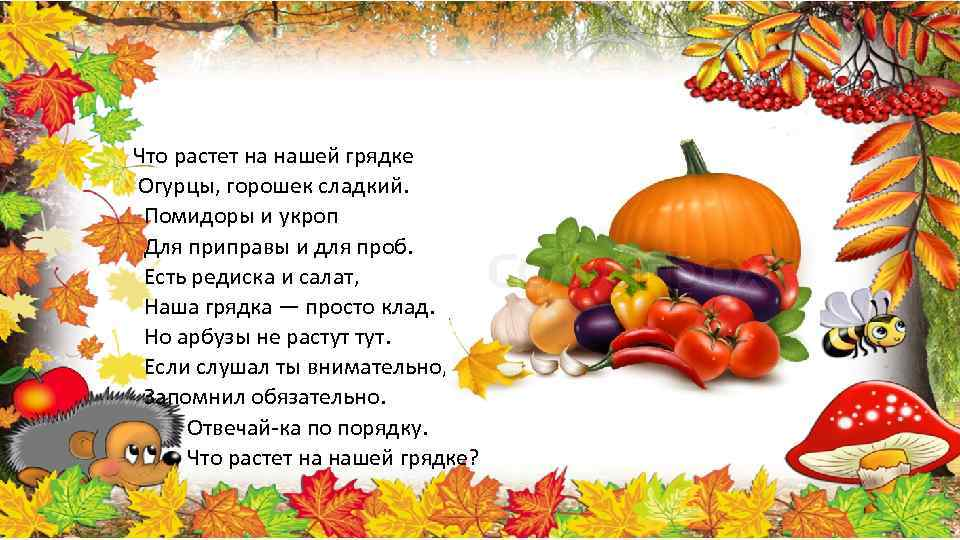 Что растет на нашей грядке
Огурцы, горошек сладкий.
Помидоры и укроп
Для приправы и для проб.
Есть редиска и салат,
Наша грядка — просто клад.
Но арбузы не растут тут.
Если слушал ты внимательно,
Запомнил обязательно.
Отвечай-ка по порядку.
Что растет на нашей грядке?